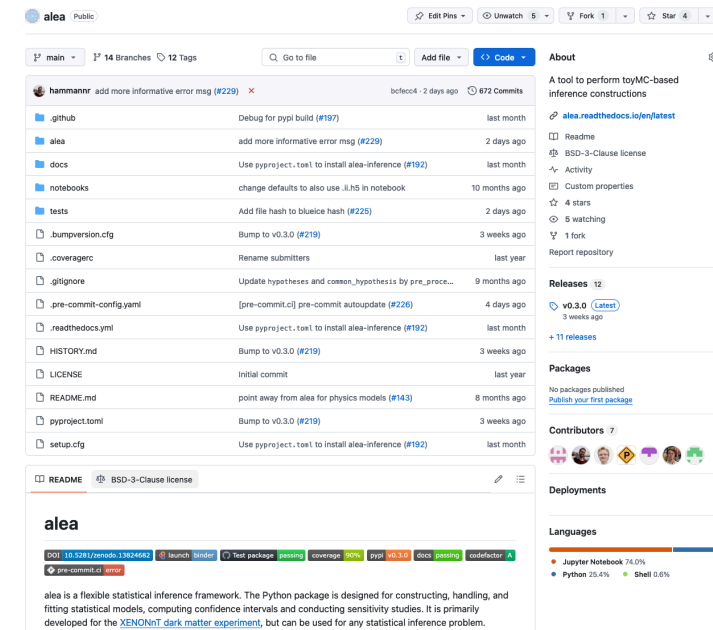 alea Public
Edit Pins Unwatch 5 Fork 1 Star 4
main 14 Branches 12 Tags Go to file t Add file Code
hammannr add more informative error msg (#229) bcfecc4 · 2 days ago 672 Commits
.github Debug for pypi build (#197) last month
alea add more informative error msg (#229) 2 days ago
docs Use pyproject.toml to install alea-inference (#192) last month
notebooks change defaults to also use .ii.h5 in notebook 10 months ago
tests Add file hash to blueice hash (#225) 2 days ago
.bumpversion.cfg Bump to v0.3.0 (#219) 3 weeks ago
.coveragerc Rename submitters last year
.gitignore Update hypotheses and common_hypothesis by pre_proce... 9 months ago
.pre-commit-config.yaml [pre-commit.ci] pre-commit autoupdate (#226) 4 days ago
.readthedocs.yml Use pyproject.toml to install alea-inference (#192) last month
HISTORY.md Bump to v0.3.0 (#219) 3 weeks ago
LICENSE Initial commit last year
README.md point away from alea for physics models (#143) 8 months ago
pyproject.toml Bump to v0.3.0 (#219) 3 weeks ago
setup.cfg Use pyproject.toml to install alea-inference (#192) last month
README BSD-3-Clause license
alea
DOI 10.5281/zenodo.13824682 launch binder Test package passing coverage 90% pypi v0.3.0 docs passing codefactor A
pre-commit.ci error
alea is a flexible statistical inference framework. The Python package is designed for constructing, handling, and
fitting statistical models, computing confidence intervals and conducting sensitivity studies. It is primarily
developed for the XENONnT dark matter experiment, but can be used for any statistical inference problem.
About
A tool to perform toyMC-based
inference constructions
alea.readthedocs.io/en/latest
Readme
BSD-3-Clause license
Activity
Custom properties
4 stars
5 watching
1 fork
Report repository
Releases 12
v0.3.0 Latest
3 weeks ago
+ 11 releases
Packages
No packages published
Publish your first package
Contributors 7
P
Deployments
Languages
Jupyter Notebook 74.0%
Python 25.4% Shell 0.6%